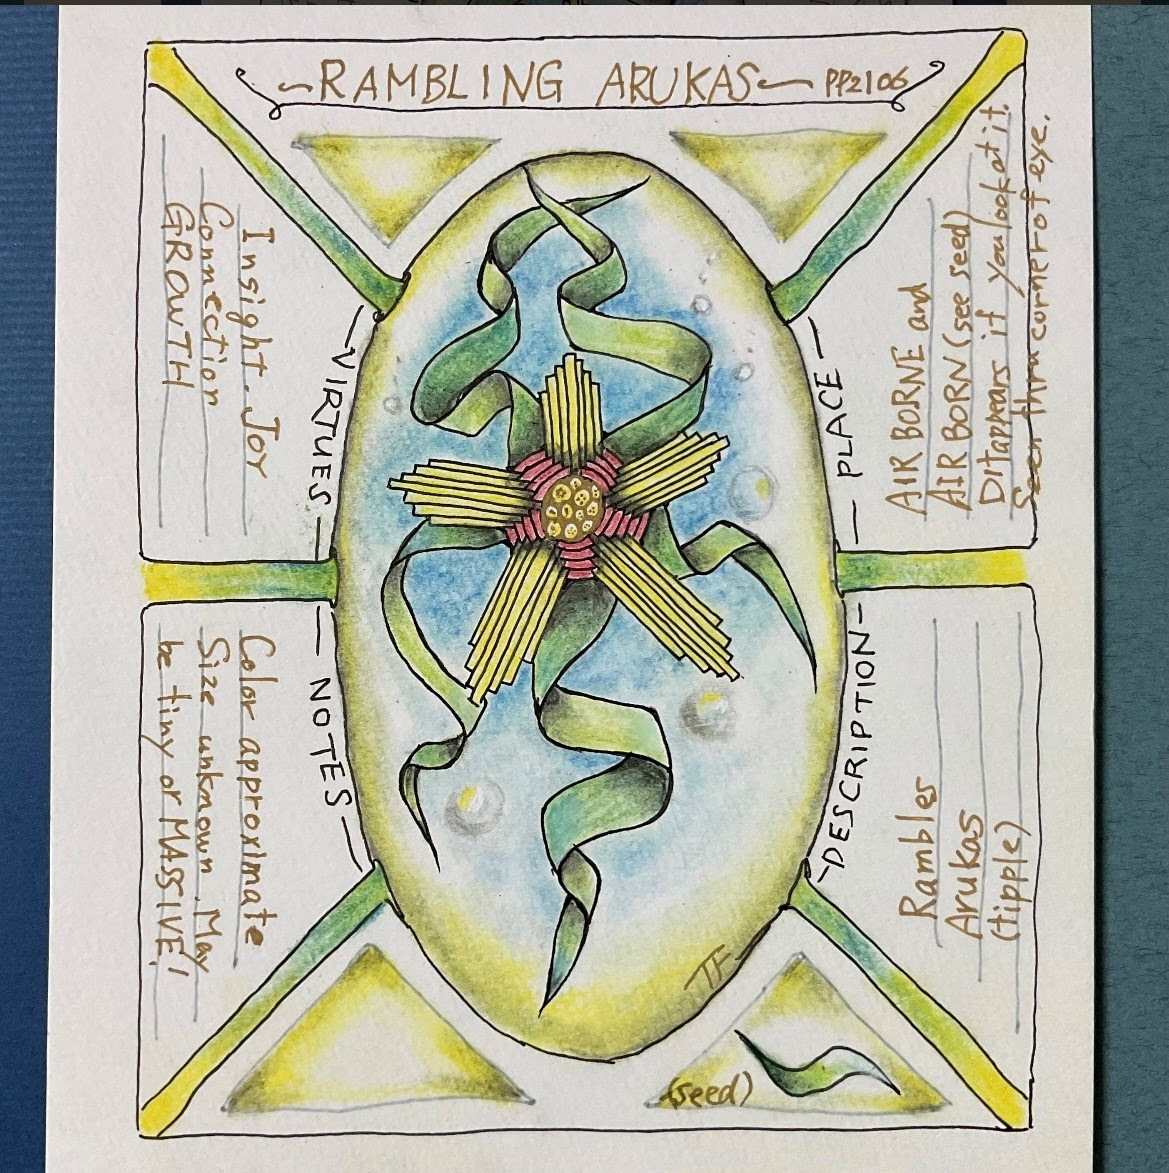 RAMBLING ARUKAS PP2106
VIRTUES
Insight. Joy
Connection
GROWTH
PLACE
AIR BORNE and
AIR BORN (see seed)
DItappears if you look at it.
Seen thru corner of eye.
NOTES
Color approximate
Size unknown. May
be tiny or MASSIVE!
DESCRIPTION
Rambles
Arukas
(tipple)
TF
(seed)